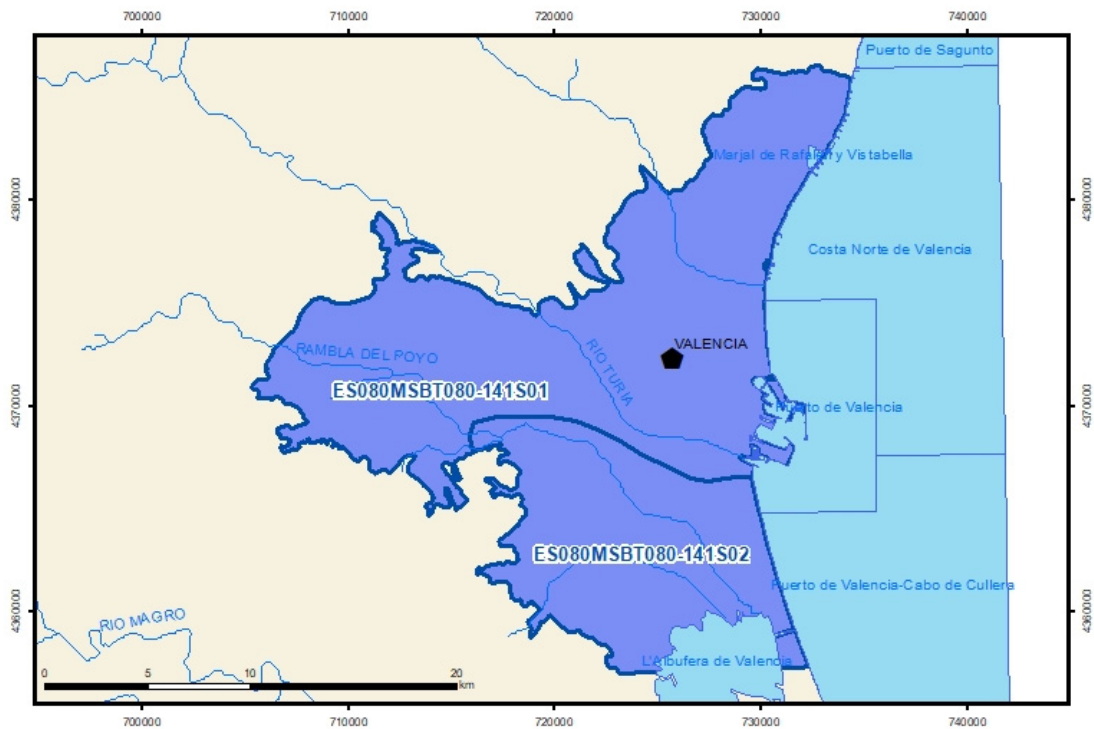 700000 710000 720000 730000 740000
Puerto de Sagunto
Marjal de Rafalell y Vistabella
4380000 4380000
Costa Norte de Valencia
VALENCIA
RAMBLA DEL POYO
RIO TURIA
ES080MSBT080-141S01
4370000 4370000
Puerto de Valencia
ES080MSBT080-141S02
Puerto de Valencia-Cabo de Cullera
4360000 4360000
RIO MAGRO
L'Albufera de Valencia
0 5 10 20
km
700000 710000 720000 730000 740000